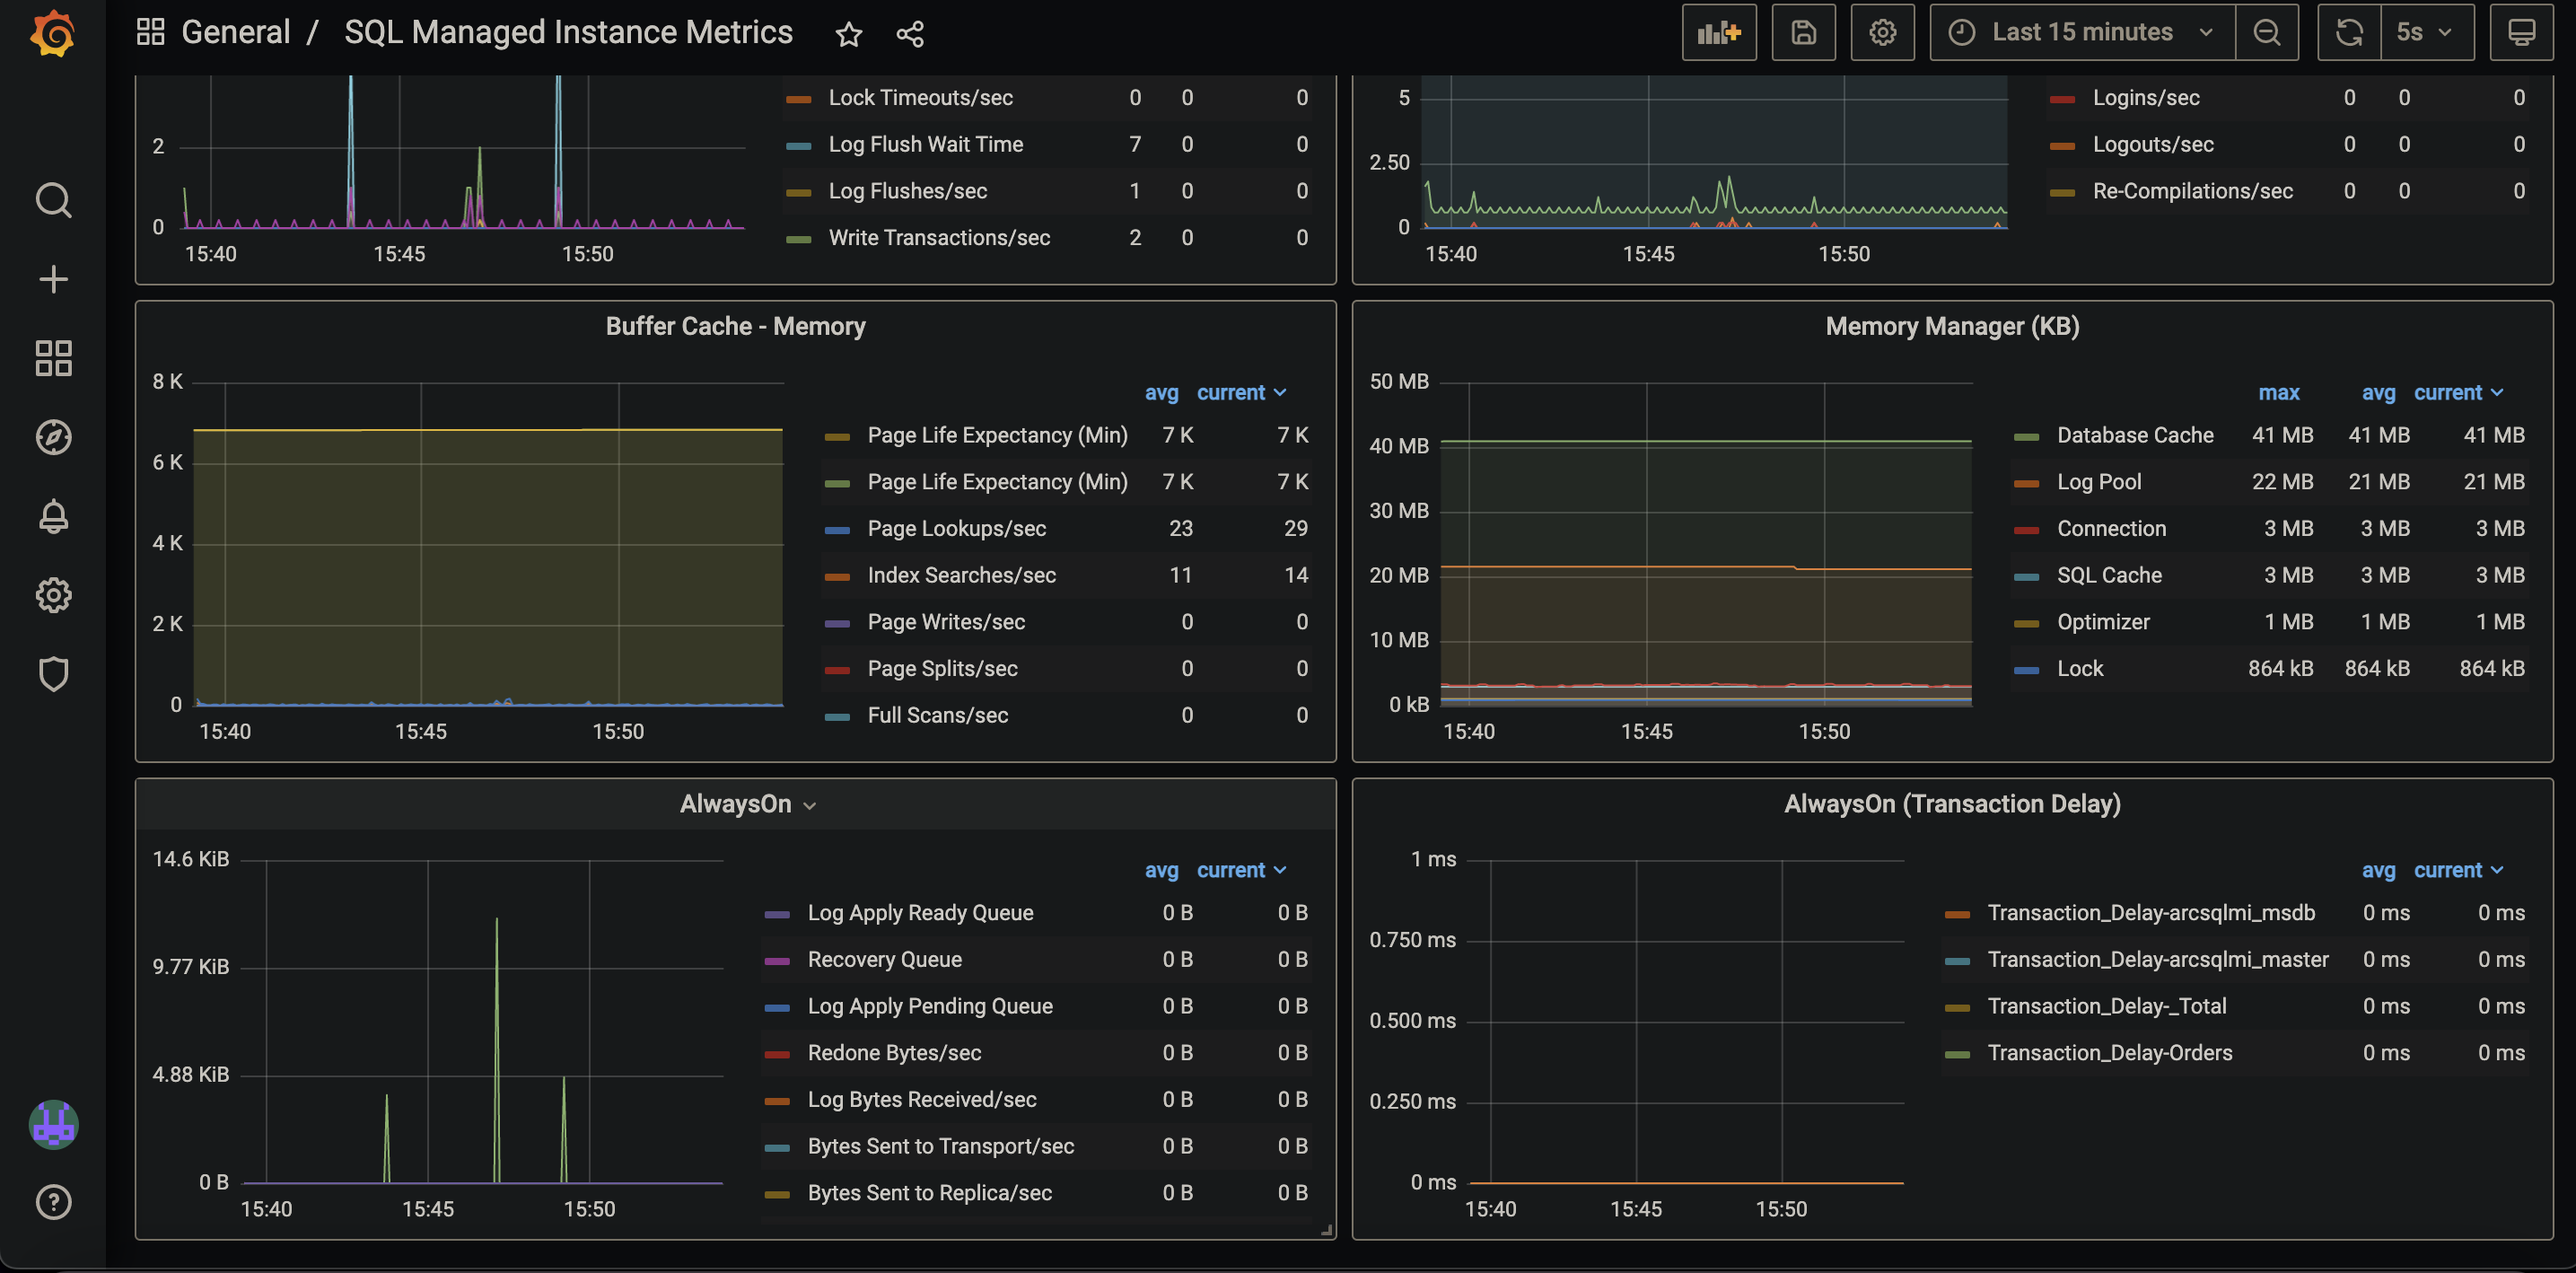 General / SQL Managed Instance Metrics
Last 15 minutes
5s
2
0
15:40 15:45 15:50
Lock Timeouts/sec 0 0 0
Log Flush Wait Time 7 0 0
Log Flushes/sec 1 0 0
Write Transactions/sec 2 0 0
5
2.50
0
15:40 15:45 15:50
Logins/sec 0 0 0
Logouts/sec 0 0 0
Re-Compilations/sec 0 0 0
Buffer Cache - Memory
8 K
6 K
4 K
2 K
0
15:40 15:45 15:50
avg current
Page Life Expectancy (Min) 7 K 7 K
Page Life Expectancy (Min) 7 K 7 K
Page Lookups/sec 23 29
Index Searches/sec 11 14
Page Writes/sec 0 0
Page Splits/sec 0 0
Full Scans/sec 0 0
Memory Manager (KB)
50 MB
40 MB
30 MB
20 MB
10 MB
0 kB
15:40 15:45 15:50
max avg current
Database Cache 41 MB 41 MB 41 MB
Log Pool 22 MB 21 MB 21 MB
Connection 3 MB 3 MB 3 MB
SQL Cache 3 MB 3 MB 3 MB
Optimizer 1 MB 1 MB 1 MB
Lock 864 kB 864 kB 864 kB
AlwaysOn
14.6 KiB
9.77 KiB
4.88 KiB
0 B
15:40 15:45 15:50
avg current
Log Apply Ready Queue 0 B 0 B
Recovery Queue 0 B 0 B
Log Apply Pending Queue 0 B 0 B
Redone Bytes/sec 0 B 0 B
Log Bytes Received/sec 0 B 0 B
Bytes Sent to Transport/sec 0 B 0 B
Bytes Sent to Replica/sec 0 B 0 B
AlwaysOn (Transaction Delay)
1 ms
0.750 ms
0.500 ms
0.250 ms
0 ms
15:40 15:45 15:50
avg current
Transaction_Delay-arcsqlmi_msdb 0 ms 0 ms
Transaction_Delay-arcsqlmi_master 0 ms 0 ms
Transaction_Delay-_Total 0 ms 0 ms
Transaction_Delay-Orders 0 ms 0 ms